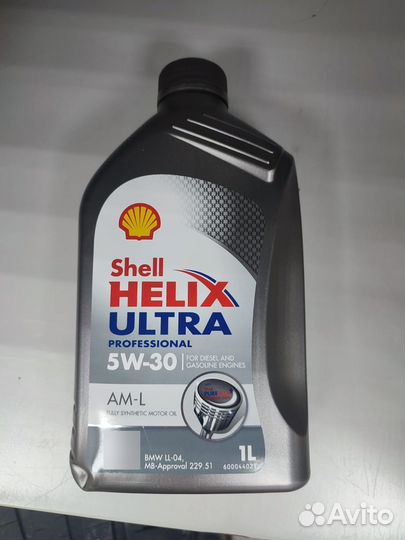 Shell
HELIX
ULTRA
PROFESSIONAL
5W-30
FOR DIESEL AND
GASOLINE ENGINES
AM-L
FULLY SYNTHETIC MOTOR OIL
Shell
BMW LL-04,
MB-Approval 229.51
1L
Avito